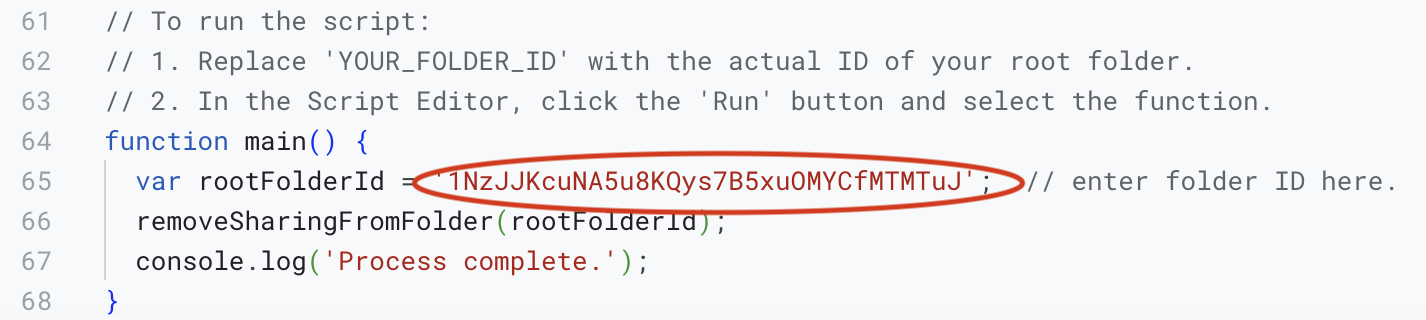 61 // To run the script:
62 // 1. Replace 'YOUR_FOLDER_ID' with the actual ID of your root folder.
63 // 2. In the Script Editor, click the 'Run' button and select the function.
64 function main() {
65 var rootFolderId = '1NzJJKcuNA5u8KQys7B5xuOMYCfMTMTuJ'; // enter folder ID here.
66 removeSharingFromFolder(rootFolderId);
67 console.log('Process complete.');
68 }